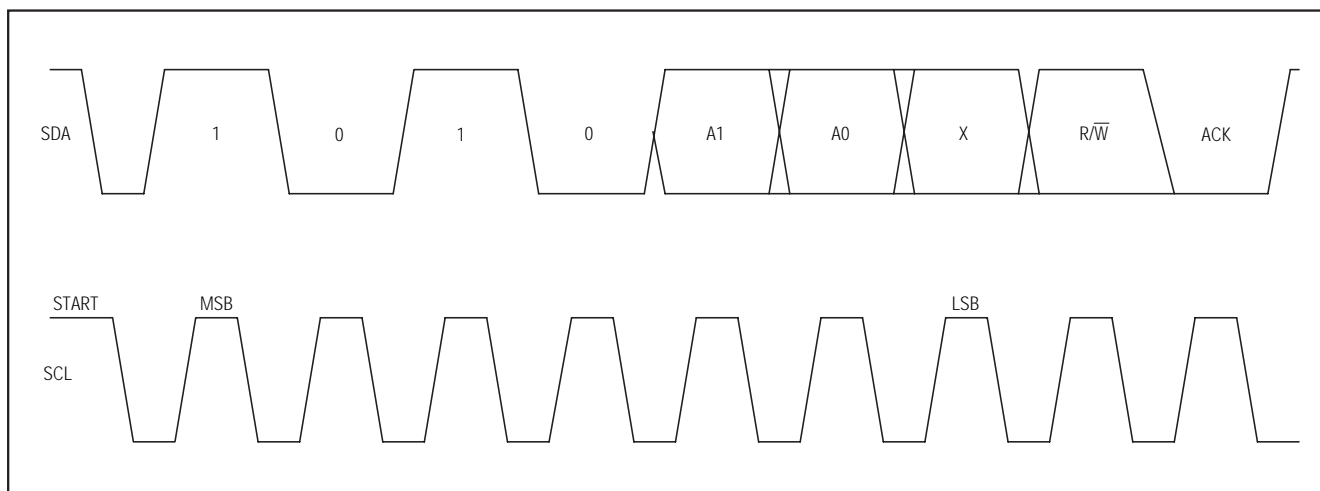 SDA 1 0 1 0 A1 A0 X R/W̅ ACK
START MSB LSB
SCL